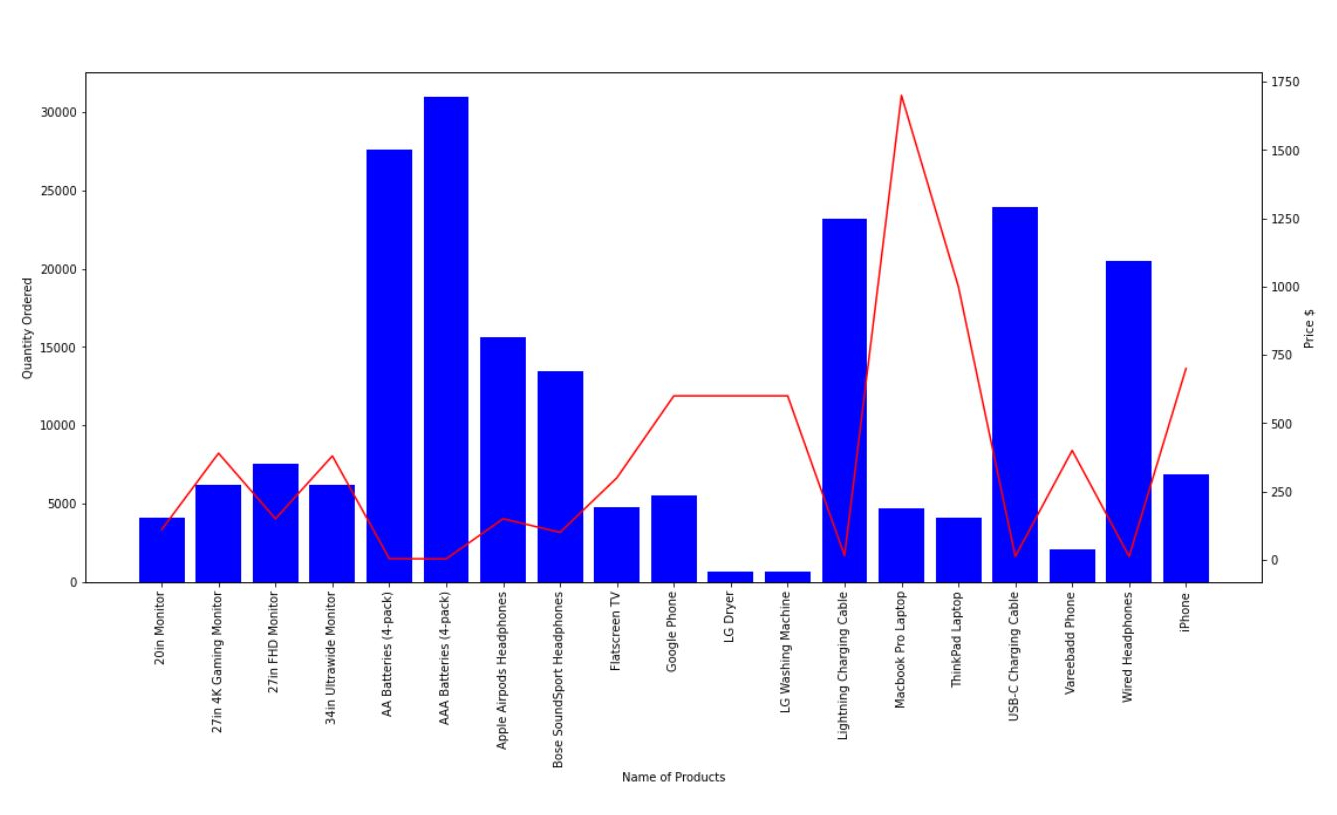 30000
25000
20000
15000
10000
5000
0
Quantity Ordered
1750
1500
1250
1000
750
500
250
0
Price $
20in Monitor
27in 4K Gaming Monitor
27in FHD Monitor
34in Ultrawide Monitor
AA Batteries (4-pack)
AAA Batteries (4-pack)
Apple Airpods Headphones
Bose SoundSport Headphones
Flatscreen TV
Google Phone
LG Dryer
LG Washing Machine
Lightning Charging Cable
Macbook Pro Laptop
ThinkPad Laptop
USB-C Charging Cable
Vareebadd Phone
Wired Headphones
iPhone
Name of Products